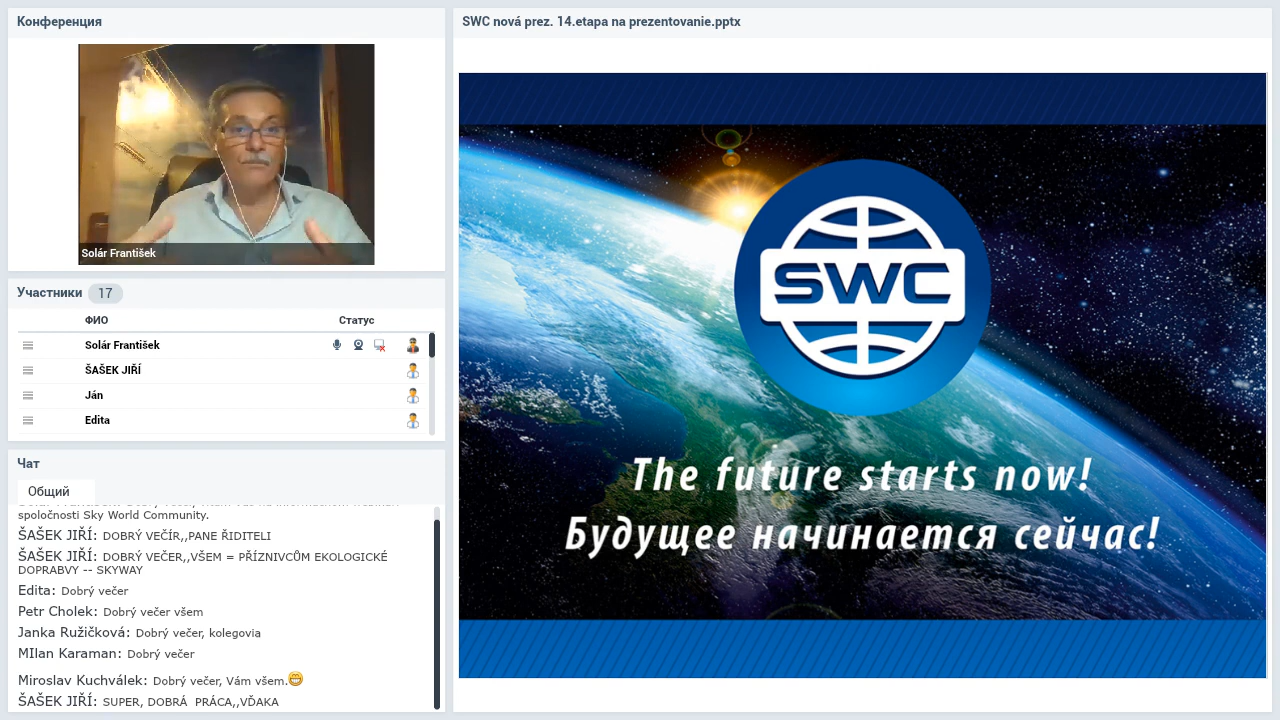 Конференция
Solár František
Участники 17
ФИО Статус
Solár František
ŠAŠEK JIŘÍ
Ján
Edita
Чат
Общий
spoločnosti Sky World Community.
ŠAŠEK JIŘÍ: DOBRÝ VEČÍR,,PANE ŘIDITELI
ŠAŠEK JIŘÍ: DOBRÝ VEČER,,VŠEM = PŘÍZNIVCŮM EKOLOGICKÉ
DOPRABVY -- SKYWAY
Edita: Dobrý večer
Petr Cholek: Dobrý večer všem
Janka Ružičková: Dobrý večer, kolegovia
MIlan Karaman: Dobrý večer
Miroslav Kuchválek: Dobrý večer, Vám všem.
ŠAŠEK JIŘÍ: SUPER, DOBRÁ  PRÁCA,,VĎAKA
SWC nová prez. 14.etapa na prezentovanie.pptx
SWC
The future starts now!
Будущее начинается сейчас!